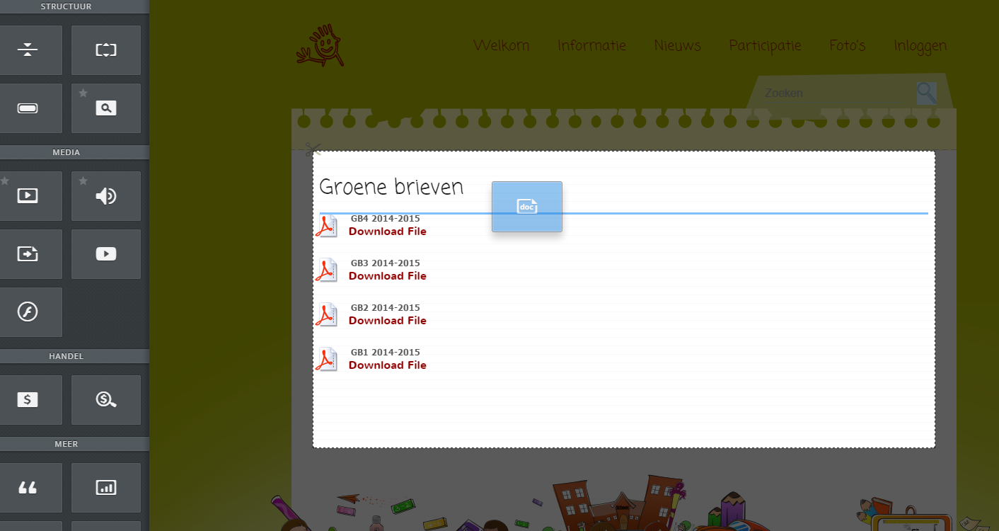 STRUCTUUR
MEDIA
HANDEL
MEER
Welkom Informatie Nieuws Participatie Foto's Inloggen
Zoeken
Groene brieven
doc
GB4 2014-2015
Download File
GB3 2014-2015
Download File
GB2 2014-2015
Download File
GB1 2014-2015
Download File
School